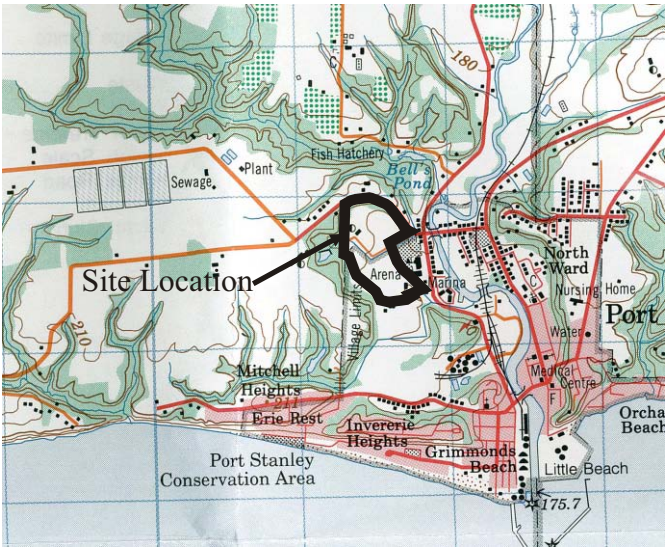 180
Fish Hatchery
Bell's
Pond
Plant
Sewage
Site Location
Arena
Marina
North
Ward
Nursing Home
Village Limits
Port
Water
210
Mitchell
Heights
Medical
Centre
F
211
Erie Rest
Invererie
Heights
Orcha
Beach
Grimmonds
Beach
Port Stanley
Conservation Area
Little Beach
175.7